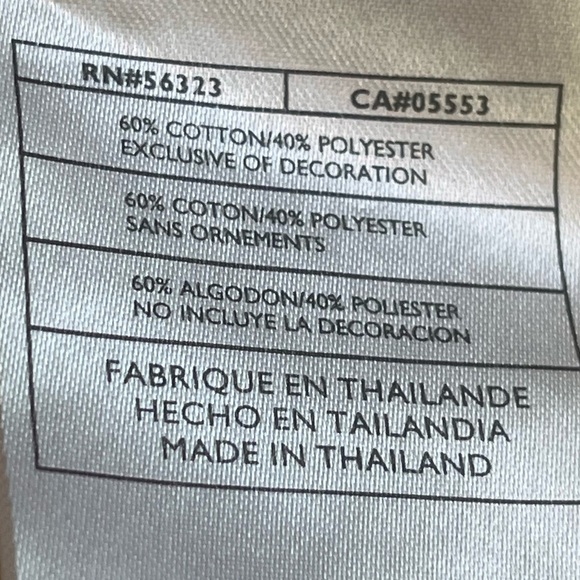 RN#56323 CA#05553
60% COTTON/40% POLYESTER
EXCLUSIVE OF DECORATION
60% COTON/40% POLYESTER
SANS ORNEMENTS
60% ALGODON/40% POLIESTER
NO INCLUYE LA DECORACION
FABRIQUE EN THAILANDE
HECHO EN TAILANDIA
MADE IN THAILAND